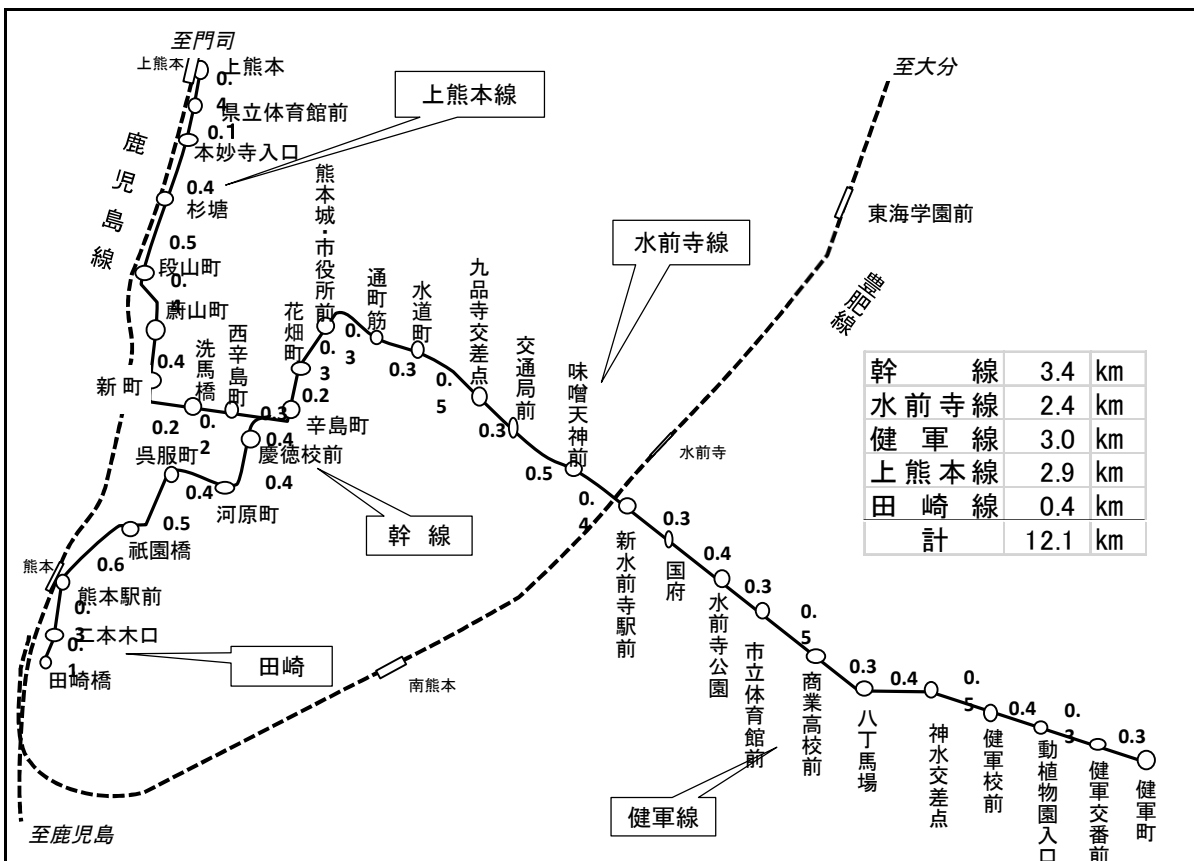 至門司
上熊本
上熊本
0.4
県立体育館前
0.1
本妙寺入口
0.4
杉塘
0.5
段山町
0.4
蔚山町
0.4
新町
0.2
洗馬橋
0.2
西辛島町
0.3
辛島町
鹿児島線
上熊本線
至大分
東海学園前
豊肥線
水前寺
南熊本
水前寺線
熊本城・市役所前
花畑町
0.2
0.3
0.3
通町筋
0.3
水道町
0.5
九品寺交差点
0.3
交通局前
0.5
味噌天神前
0.4
新水前寺駅前
0.3
国府
0.4
水前寺公園
0.3
市立体育館前
0.5
商業高校前
0.3
八丁馬場
0.4
神水交差点
0.5
健軍校前
0.4
動植物園入口
0.3
健軍交番前
0.3
健軍町
健軍線
0.4
慶徳校前
0.4
河原町
0.4
呉服町
0.5
祇園橋
0.6
熊本
熊本駅前
0.3
二本木口
0.1
田崎橋
幹 線
田崎
至鹿児島
幹線 3.4 km
水前寺線 2.4 km
健軍線 3.0 km
上熊本線 2.9 km
田崎線 0.4 km
計 12.1 km